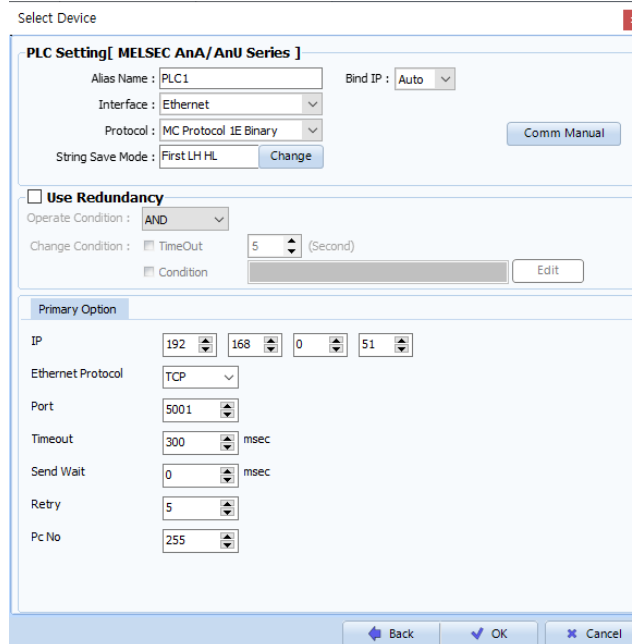 Select Device
PLC Setting[ MELSEC AnA/AnU Series ]
Alias Name : PLC1 Bind IP : Auto
Interface : Ethernet
Protocol : MC Protocol 1E Binary Comm Manual
String Save Mode : First LH HL Change
Use Redundancy
Operate Condition : AND
Change Condition : TimeOut 5 (Second)
Condition Edit
Primary Option
IP 192 168 0 51
Ethernet Protocol TCP
Port 5001
Timeout 300 msec
Send Wait 0 msec
Retry 5
Pc No 255
Back OK Cancel